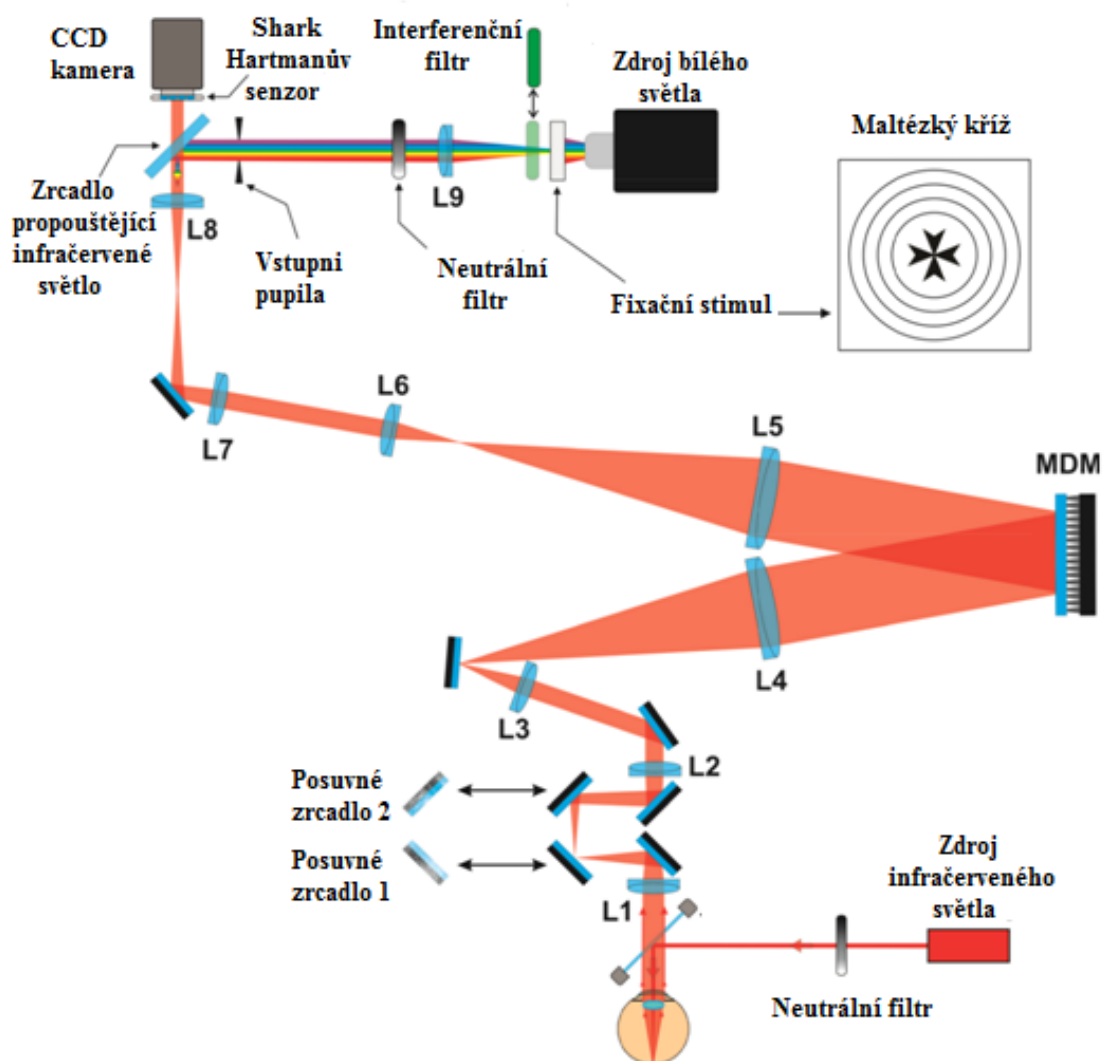 CCD
kamera
Shark
Hartmanův
senzor
Interferenční
filtr
Zdroj bílého
světla
Maltézký kříž
Zrcadlo
propouštějící
infračervené
světlo
L8
Vstupni
pupila
L9
Neutrální
filtr
Fixační stimul
L7
L6
L5
MDM
L4
L3
L2
Posuvné
zrcadlo 2
Posuvné
zrcadlo 1
L1
Zdroj
infračerveného
světla
Neutrální filtr